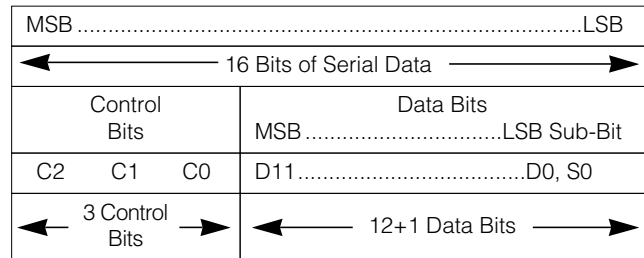 MSB..................................................................................LSB
16 Bits of Serial Data
Control Bits
Data Bits
MSB................................LSB Sub-Bit
C2 C1 C0
D11.....................................D0, S0
3 Control Bits
12+1 Data Bits